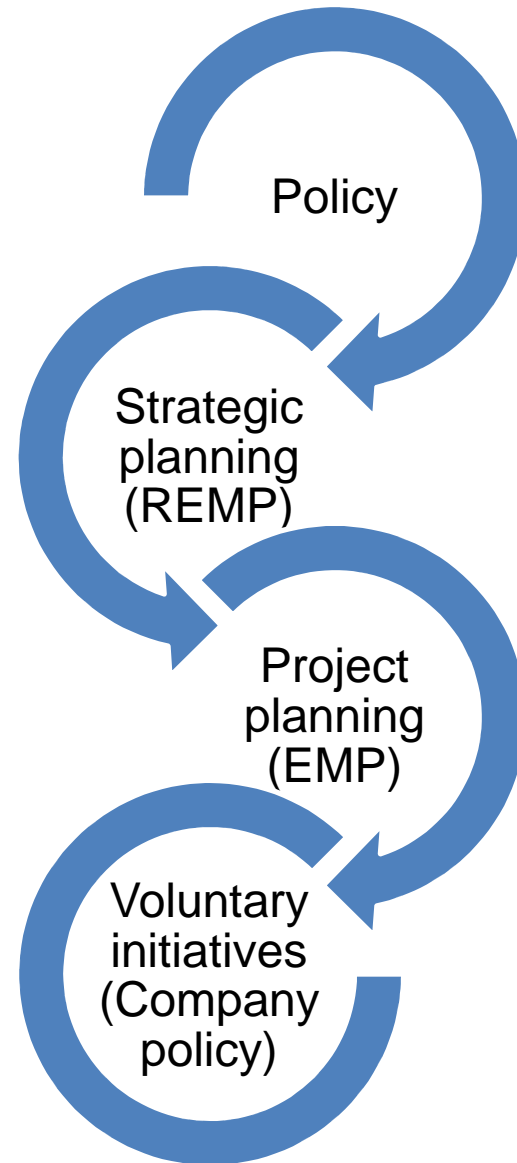 Policy
Strategic
planning
(REMP)
Project
planning
(EMP)
Voluntary
initiatives
(Company
policy)